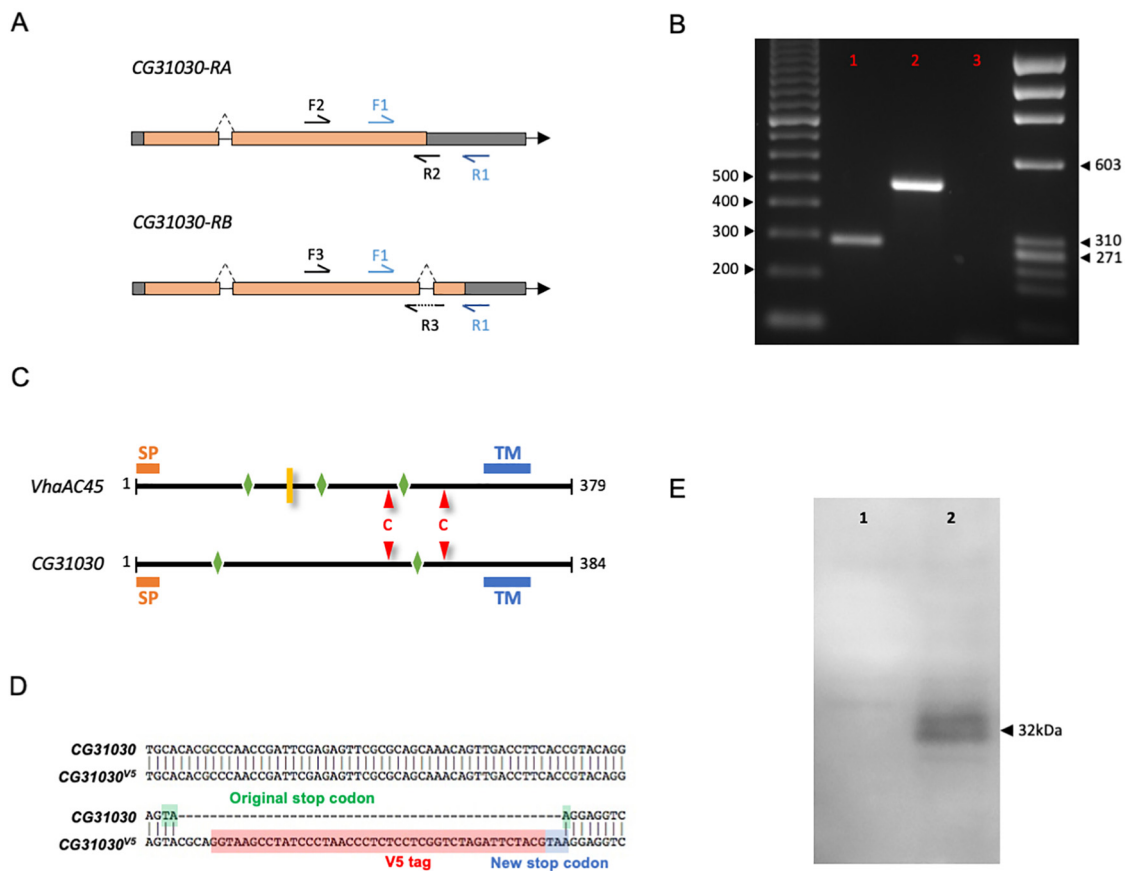 A
CG31030-RA
F2 F1
R2 R1
CG31030-RB
F3 F1
R3 R1
B
1 2 3
500
400
300
200
603
310
271
C
SP TM
VhaAC45 1 379
C C
CG31030 1 384
SP TM
D
CG31030 TGCACACGCCCAACCGATTCGAGAGTTCGCGCAGCAAACAGTTGACCTTCACCGTACAGG
CG31030V5 TGCACACGCCCAACCGATTCGAGAGTTCGCGCAGCAAACAGTTGACCTTCACCGTACAGG
Original stop codon
CG31030 AGTA------------------------------------------------AGGAGGTC
CG31030V5 AGTACGCAGGTAAGCCTATCCCTAACCCTCTCCTCGGTCTAGATTCTACGTAAGGAGGTC
V5 tag New stop codon
E
1 2
32kDa